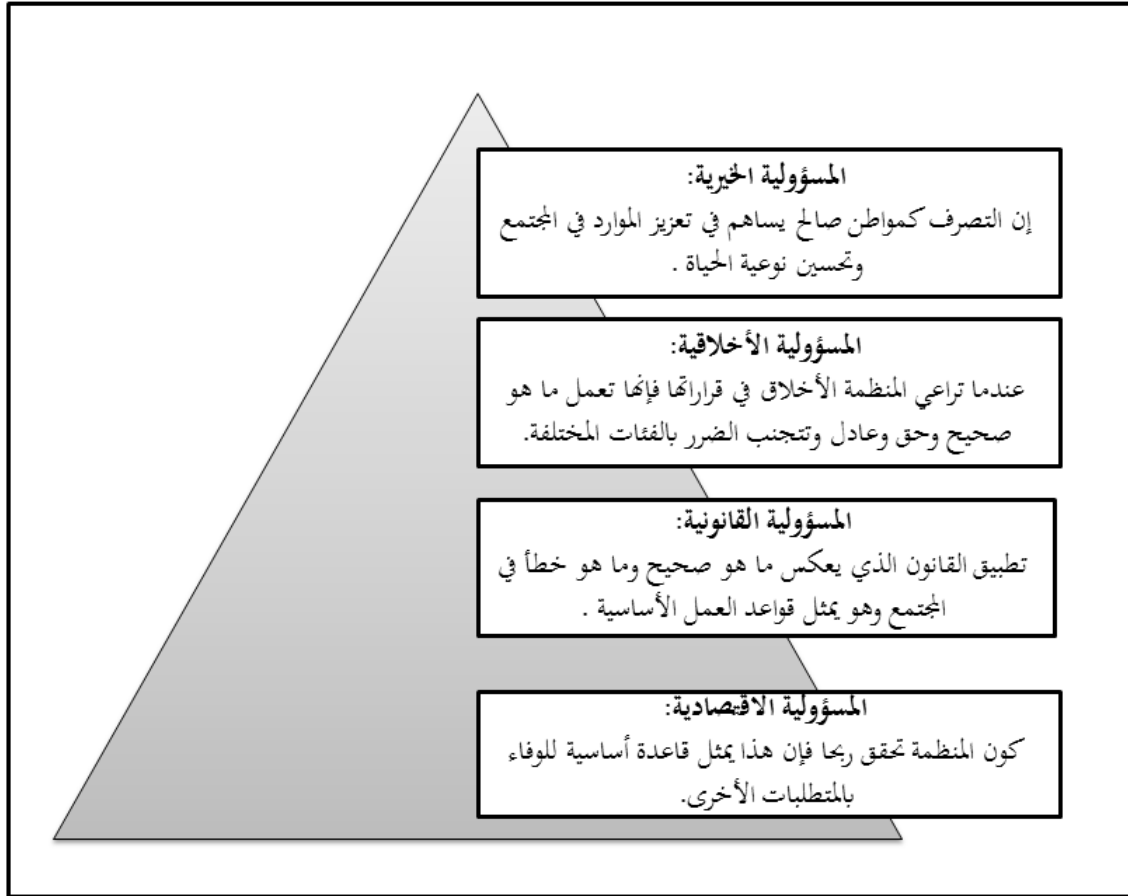 المسؤولية الخيرية:
إن التصرف كمواطن صالح يساهم في تعزيز الموارد في المجتمع
وتحسين نوعية الحياة .
المسؤولية الأخلاقية:
عندما تراعي المنظمة الأخلاق في قراراتها فإنها تعمل ما هو
صحيح وحق وعادل وتتجنب الضرر بالفئات المختلفة.
المسؤولية القانونية:
تطبيق القانون الذي يعكس ما هو صحيح وما هو خطأ في
المجتمع وهو يمثل قواعد العمل الأساسية .
المسؤولية الاقتصادية:
كون المنظمة تحقق ربحا فإن هذا يمثل قاعدة أساسية للوفاء
بالمتطلبات الأخرى.